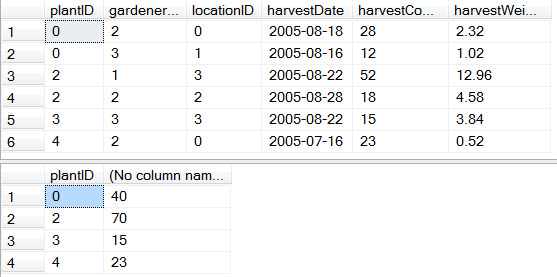 plantID gardener... locationID harvestDate harvestCo... harvestWei...
1 0 2 0 2005-08-18 28 2.32
2 0 3 1 2005-08-16 12 1.02
3 2 1 3 2005-08-22 52 12.96
4 2 2 2 2005-08-28 18 4.58
5 3 3 3 2005-08-22 15 3.84
6 4 2 0 2005-07-16 23 0.52
plantID (No column nam...
1 0 40
2 2 70
3 3 15
4 4 23